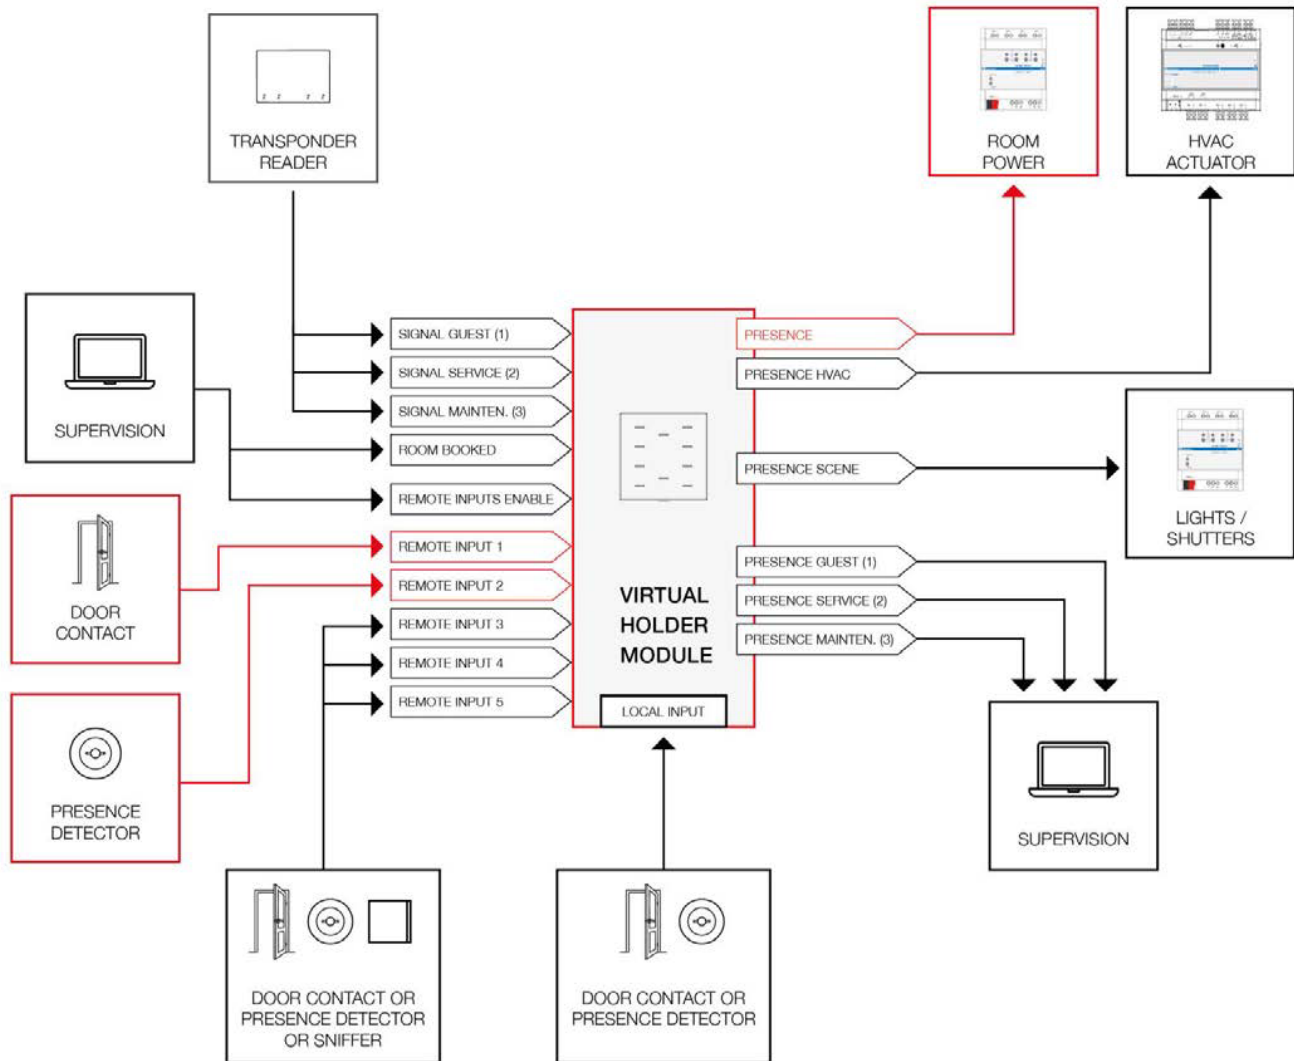 TRANSPONDER
READER
ROOM
POWER
HVAC
ACTUATOR
SUPERVISION
SIGNAL GUEST (1)
SIGNAL SERVICE (2)
SIGNAL MAINTEN. (3)
ROOM BOOKED
REMOTE INPUTS ENABLE
REMOTE INPUT 1
REMOTE INPUT 2
REMOTE INPUT 3
REMOTE INPUT 4
REMOTE INPUT 5
DOOR
CONTACT
PRESENCE
DETECTOR
VIRTUAL
HOLDER
MODULE
LOCAL INPUT
PRESENCE
PRESENCE HVAC
PRESENCE SCENE
PRESENCE GUEST (1)
PRESENCE SERVICE (2)
PRESENCE MAINTEN. (3)
LIGHTS /
SHUTTERS
SUPERVISION
DOOR CONTACT OR
PRESENCE DETECTOR
OR SNIFFER
DOOR CONTACT OR
PRESENCE DETECTOR